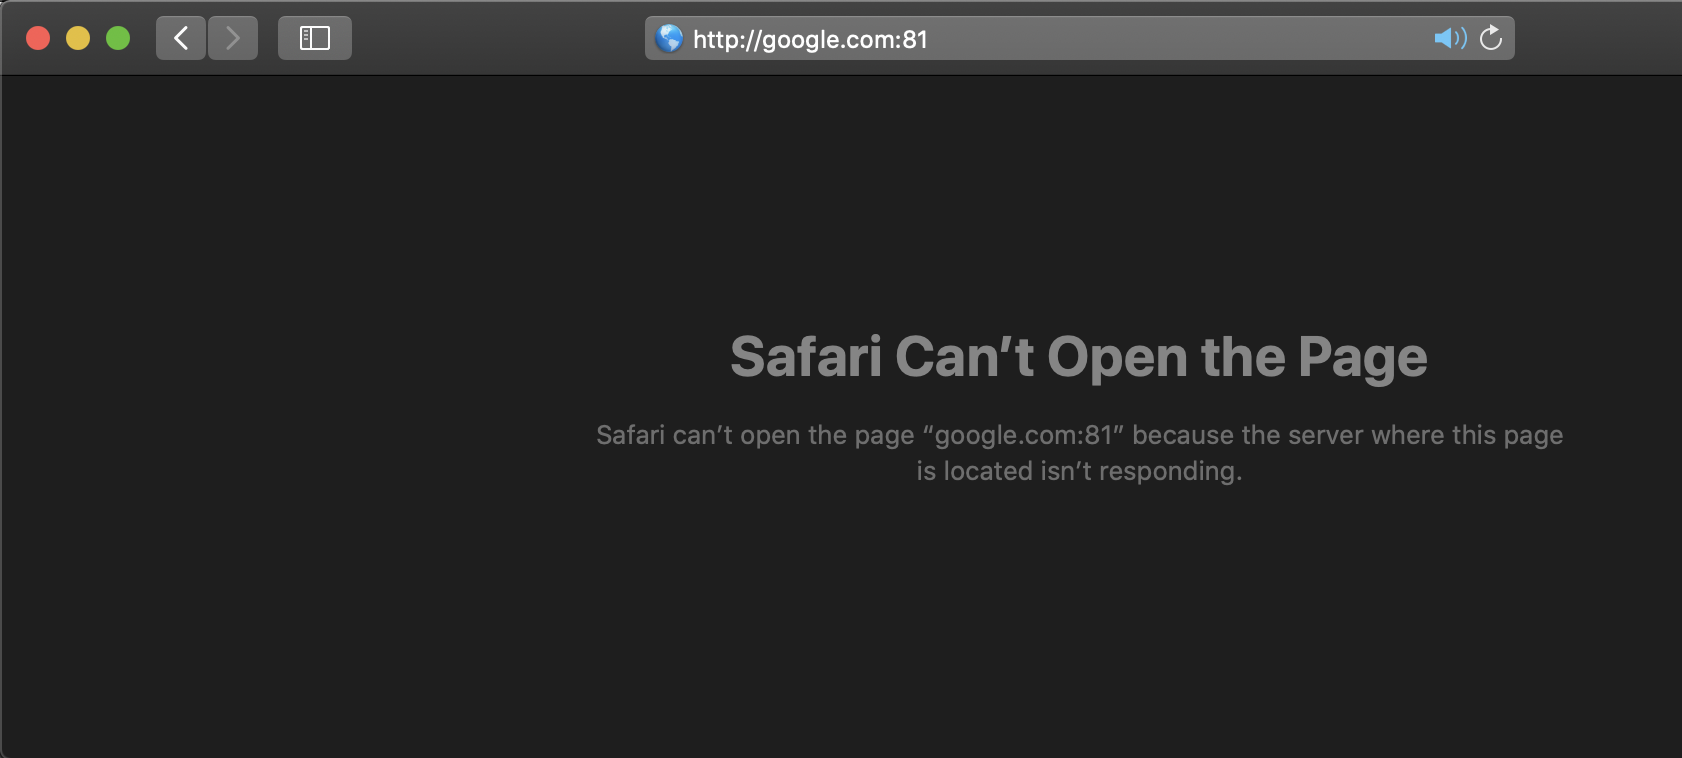 http://google.com:81
Safari Can’t Open the Page
Safari can’t open the page “google.com:81” because the server where this page
is located isn’t responding.